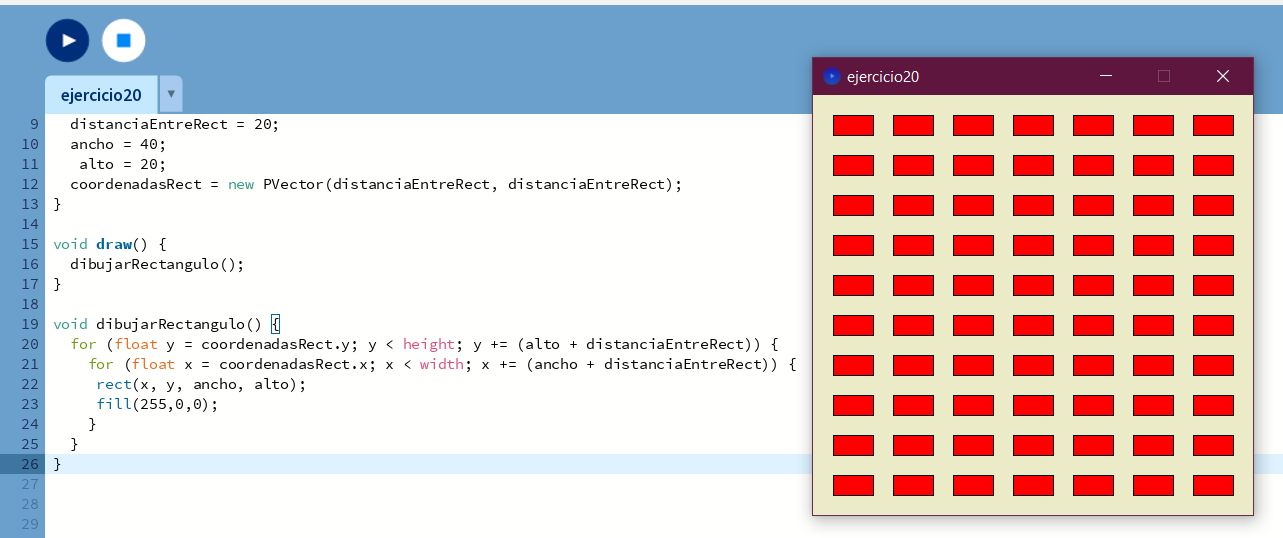 ejercicio20
9 distanciaEntreRect = 20;
10 ancho = 40;
11 alto = 20;
12 coordenadasRect = new PVector(distanciaEntreRect, distanciaEntreRect);
13 }
14
15 void draw() {
16 dibujarRectangulo();
17 }
18
19 void dibujarRectangulo() {
20 for (float y = coordenadasRect.y; y < height; y += (alto + distanciaEntreRect)) {
21 for (float x = coordenadasRect.x; x < width; x += (ancho + distanciaEntreRect)) {
22 rect(x, y, ancho, alto);
23 fill(255,0,0);
24 }
25 }
26 }
27
28
29
ejercicio20